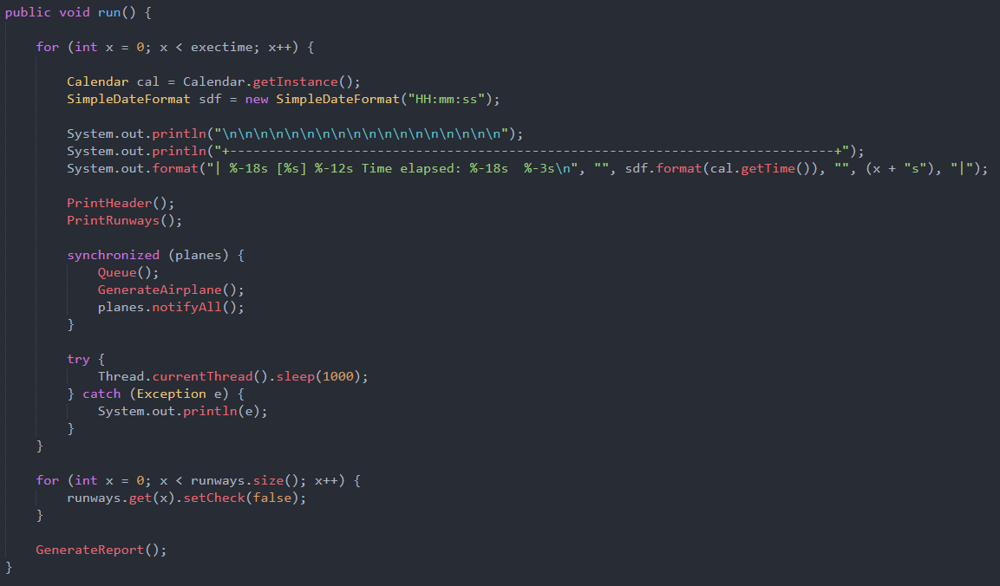 public void run() {
for (int x = 0; x < exectime; x++) {
Calendar cal = Calendar.getInstance();
SimpleDateFormat sdf = new SimpleDateFormat("HH:mm:ss");
System.out.println("\n\n\n\n\n\n\n\n\n\n\n\n\n\n\n\n\n\n");
System.out.println("+------------------------------------------------------------------------------+");
System.out.format("| %-18s [%s] %-12s Time elapsed: %-18s  %-3s\n", "", sdf.format(cal.getTime()), "", (x + "s"), "|");
PrintHeader();
PrintRunways();
synchronized (planes) {
Queue();
GenerateAirplane();
planes.notifyAll();
}
try {
Thread.currentThread().sleep(1000);
} catch (Exception e) {
System.out.println(e);
}
}
for (int x = 0; x < runways.size(); x++) {
runways.get(x).setCheck(false);
}
GenerateReport();
}